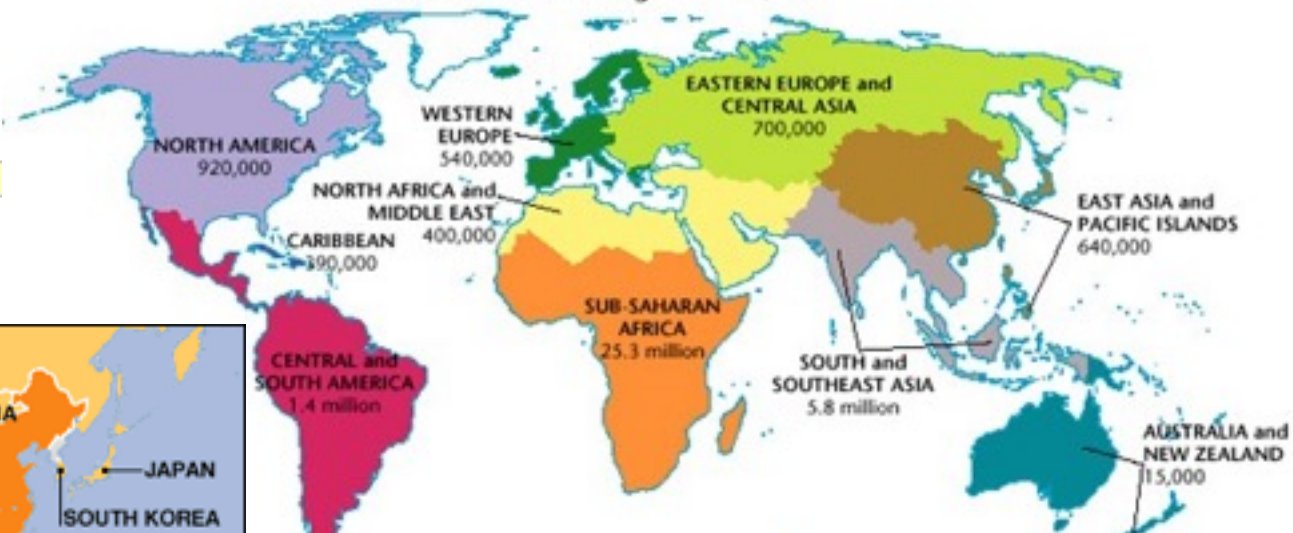 EASTERN EUROPE and
CENTRAL ASIA
700,000
WESTERN
EUROPE
540,000
NORTH AMERICA
920,000
NORTH AFRICA and
MIDDLE EAST
400,000
EAST ASIA and
PACIFIC ISLANDS
640,000
CARIBBEAN
390,000
SUB-SAHARAN
AFRICA
25.3 million
CENTRAL and
SOUTH AMERICA
1.4 million
SOUTH and
SOUTHEAST ASIA
5.8 million
AUSTRALIA and
NEW ZEALAND
15,000
JAPAN
SOUTH KOREA